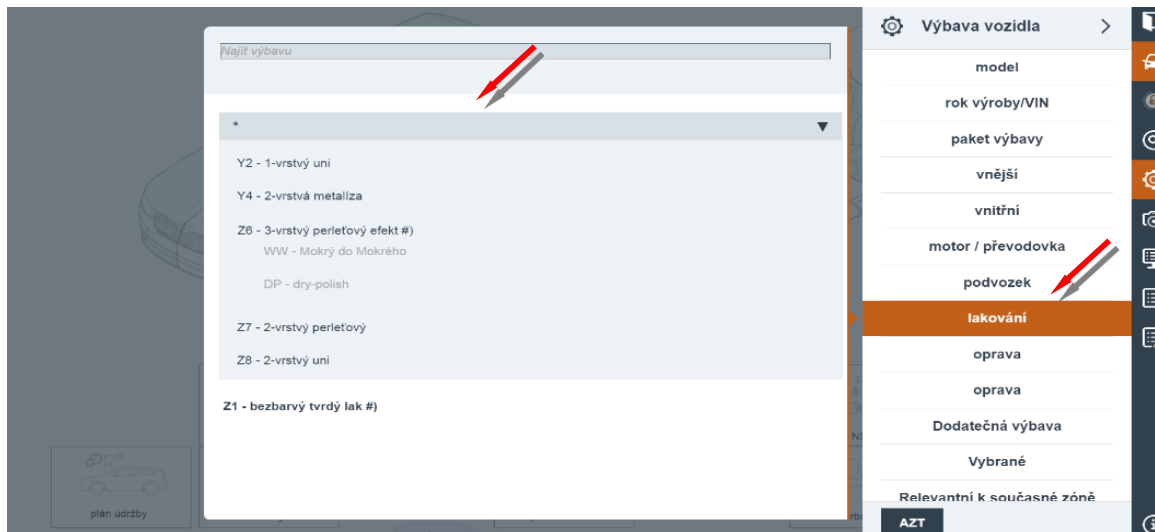 Najít výbavu
*
Y2 - 1-vrstvý uni
Y4 - 2-vrstvá metalíza
Z6 - 3-vrstvý perleťový efekt #)
WW - Mokrý do Mokrého
DP - dry-polish
Z7 - 2-vrstvý perleťový
Z8 - 2-vrstvý uni
Z1 - bezbarvý tvrdý lak #)
plán údržby
Výbava vozidla
model
rok výroby/VIN
paket výbavy
vnější
vnitřní
motor / převodovka
podvozek
lakování
oprava
oprava
Dodatečná výbava
Vybrané
Relevantní k současné zóně
AZT